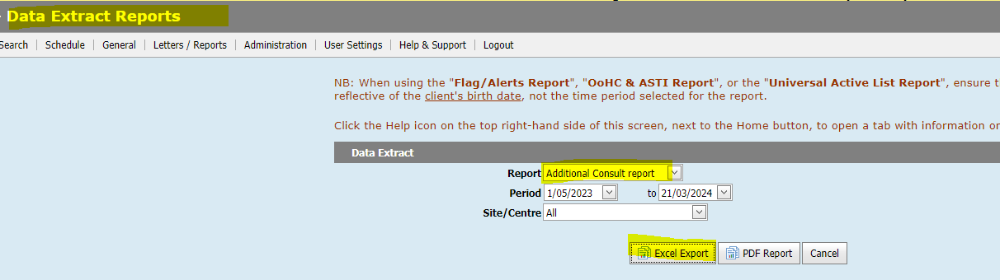 Data Extract Reports
Search Schedule General Letters / Reports Administration User Settings Help & Support Logout
NB: When using the "Flag/Alerts Report", "OoHC & ASTI Report", or the "Universal Active List Report", ensure t
reflective of the client's birth date, not the time period selected for the report.
Click the Help icon on the top right-hand side of this screen, next to the Home button, to open a tab with information or
Data Extract
Report Additional Consult report
Period 1/05/2023 to 21/03/2024
Site/Centre All
Excel Export PDF Report Cancel